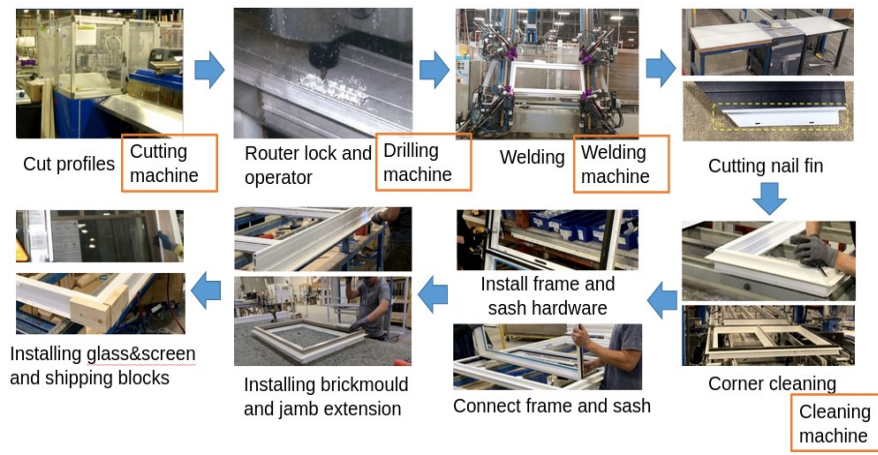 Cut profiles
Cutting
machine
Router lock and
operator
Drilling
machine
Welding
Welding
machine
Cutting nail fin
Corner cleaning
Cleaning
machine
Install frame and
sash hardware
Connect frame and sash
Installing brickmould
and jamb extension
Installing glass&screen
and shipping blocks